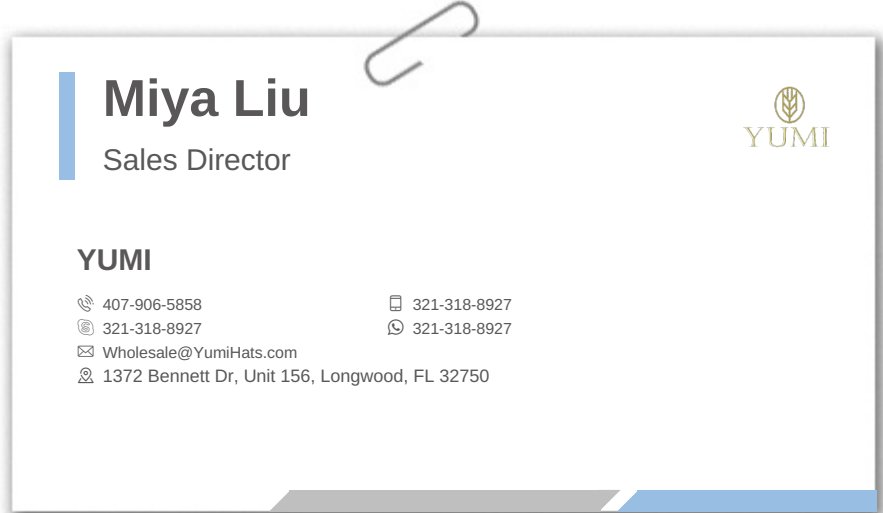 Miya Liu
Sales Director
YUMI
YUMI
407-906-5858 321-318-8927
321-318-8927 321-318-8927
Wholesale@YumiHats.com
1372 Bennett Dr, Unit 156, Longwood, FL 32750